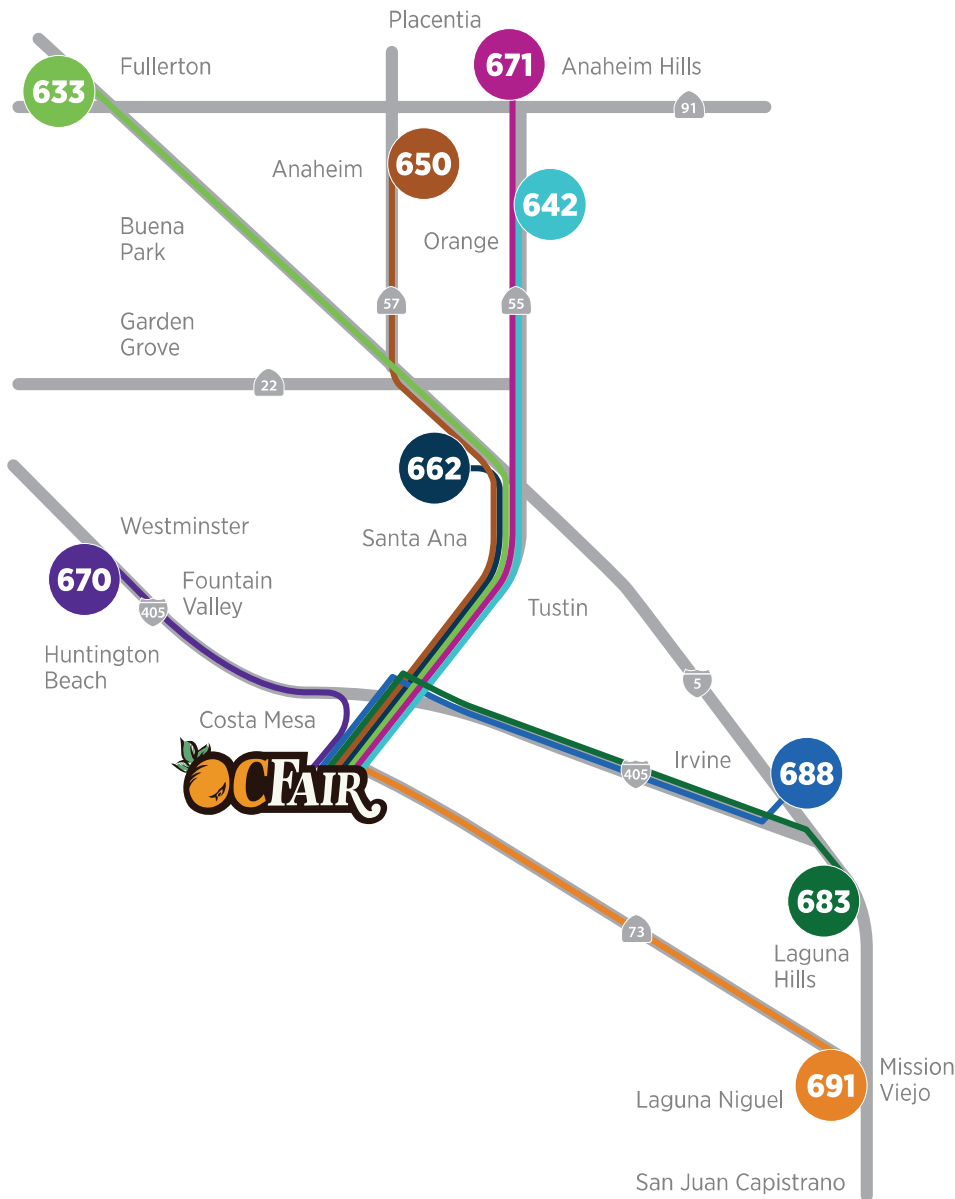 Placentia
671
Fullerton
Anaheim Hills
633
91
Anaheim
650
642
Buena
Park
Orange
57
55
Garden
Grove
22
662
Westminster
Santa Ana
670
Fountain
Valley
405
Tustin
Huntington
Beach
5
Costa Mesa
OC FAIR
Irvine
405
688
683
73
Laguna
Hills
Mission
Viejo
691
Laguna Niguel
San Juan Capistrano